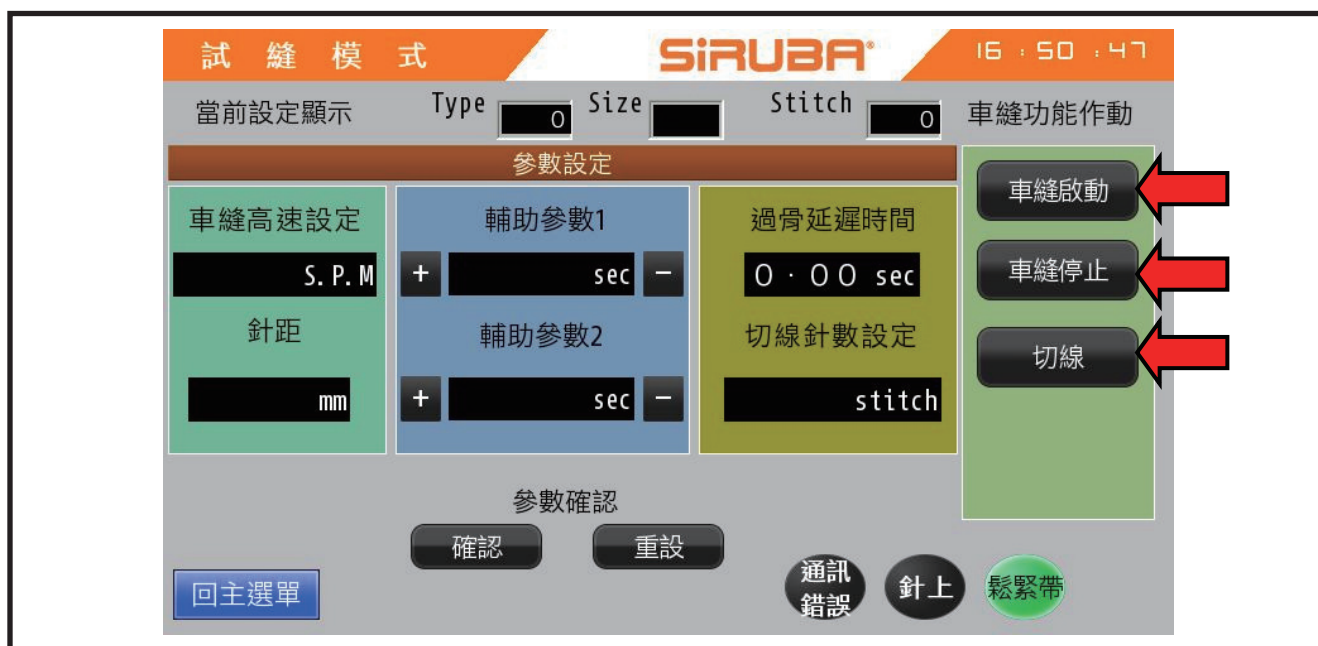 試 縫 模 式
SiRUBA®
16 : 50 : 47
當前設定顯示
Type 0
Size
Stitch 0
車縫功能作動
參數設定
車縫高速設定
S.P.M
針距
mm
輔助參數1
+ sec −
輔助參數2
+ sec −
過骨延遲時間
0·00 sec
切線針數設定
stitch
車縫啟動
車縫停止
切線
參數確認
確認
重設
回主選單
通訊
錯誤
針上
鬆緊帶